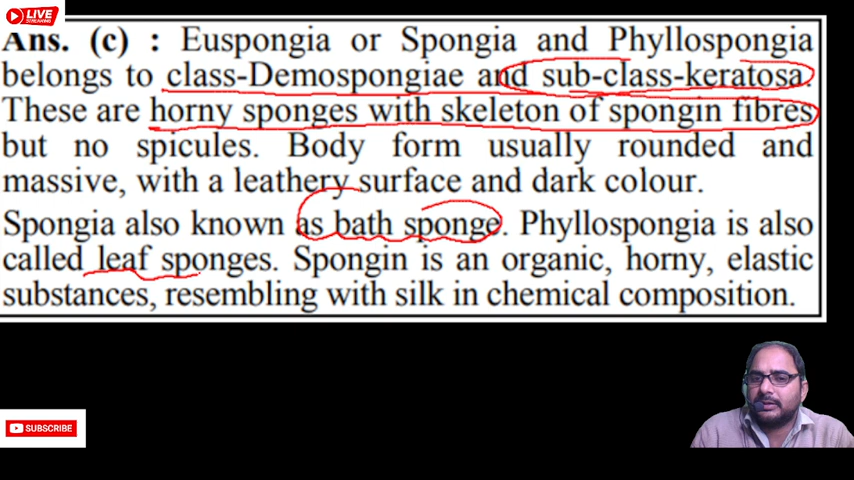 LIVE
STREAMING
Ans. (c) : Euspongia or Spongia and Phyllospongia
belongs to class-Demospongiae and sub-class-keratosa.
These are horny sponges with skeleton of spongin fibres
but no spicules. Body form usually rounded and
massive, with a leathery surface and dark colour.
Spongia also known as bath sponge. Phyllospongia is also
called leaf sponges. Spongin is an organic, horny, elastic
substances, resembling with silk in chemical composition.
SUBSCRIBE